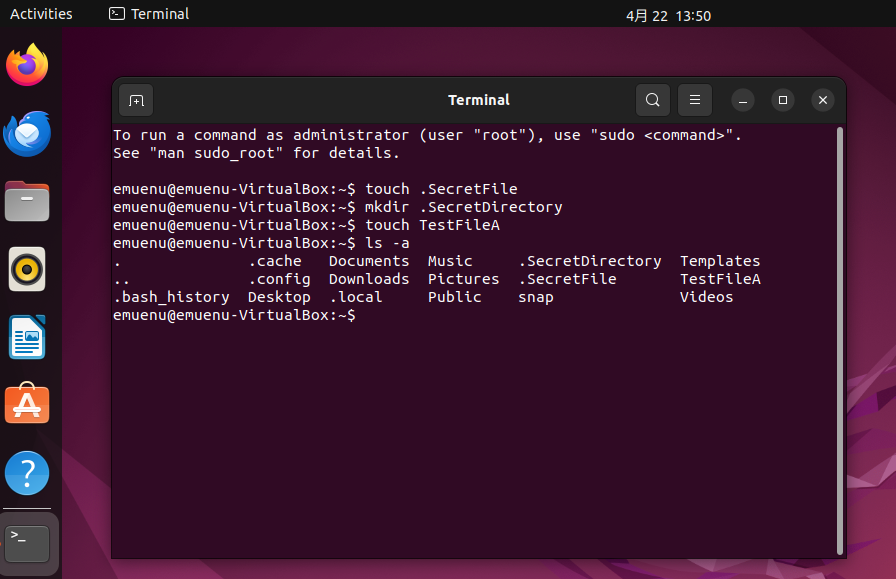 Activities Terminal 4月 22 13:50
Terminal
To run a command as administrator (user "root"), use "sudo <command>".
See "man sudo_root" for details.
emuenu@emuenu-VirtualBox:~$ touch .SecretFile
emuenu@emuenu-VirtualBox:~$ mkdir .SecretDirectory
emuenu@emuenu-VirtualBox:~$ touch TestFileA
emuenu@emuenu-VirtualBox:~$ ls -a
. .cache Documents Music .SecretDirectory Templates
.. .config Downloads Pictures .SecretFile TestFileA
.bash_history Desktop .local Public snap Videos
emuenu@emuenu-VirtualBox:~$